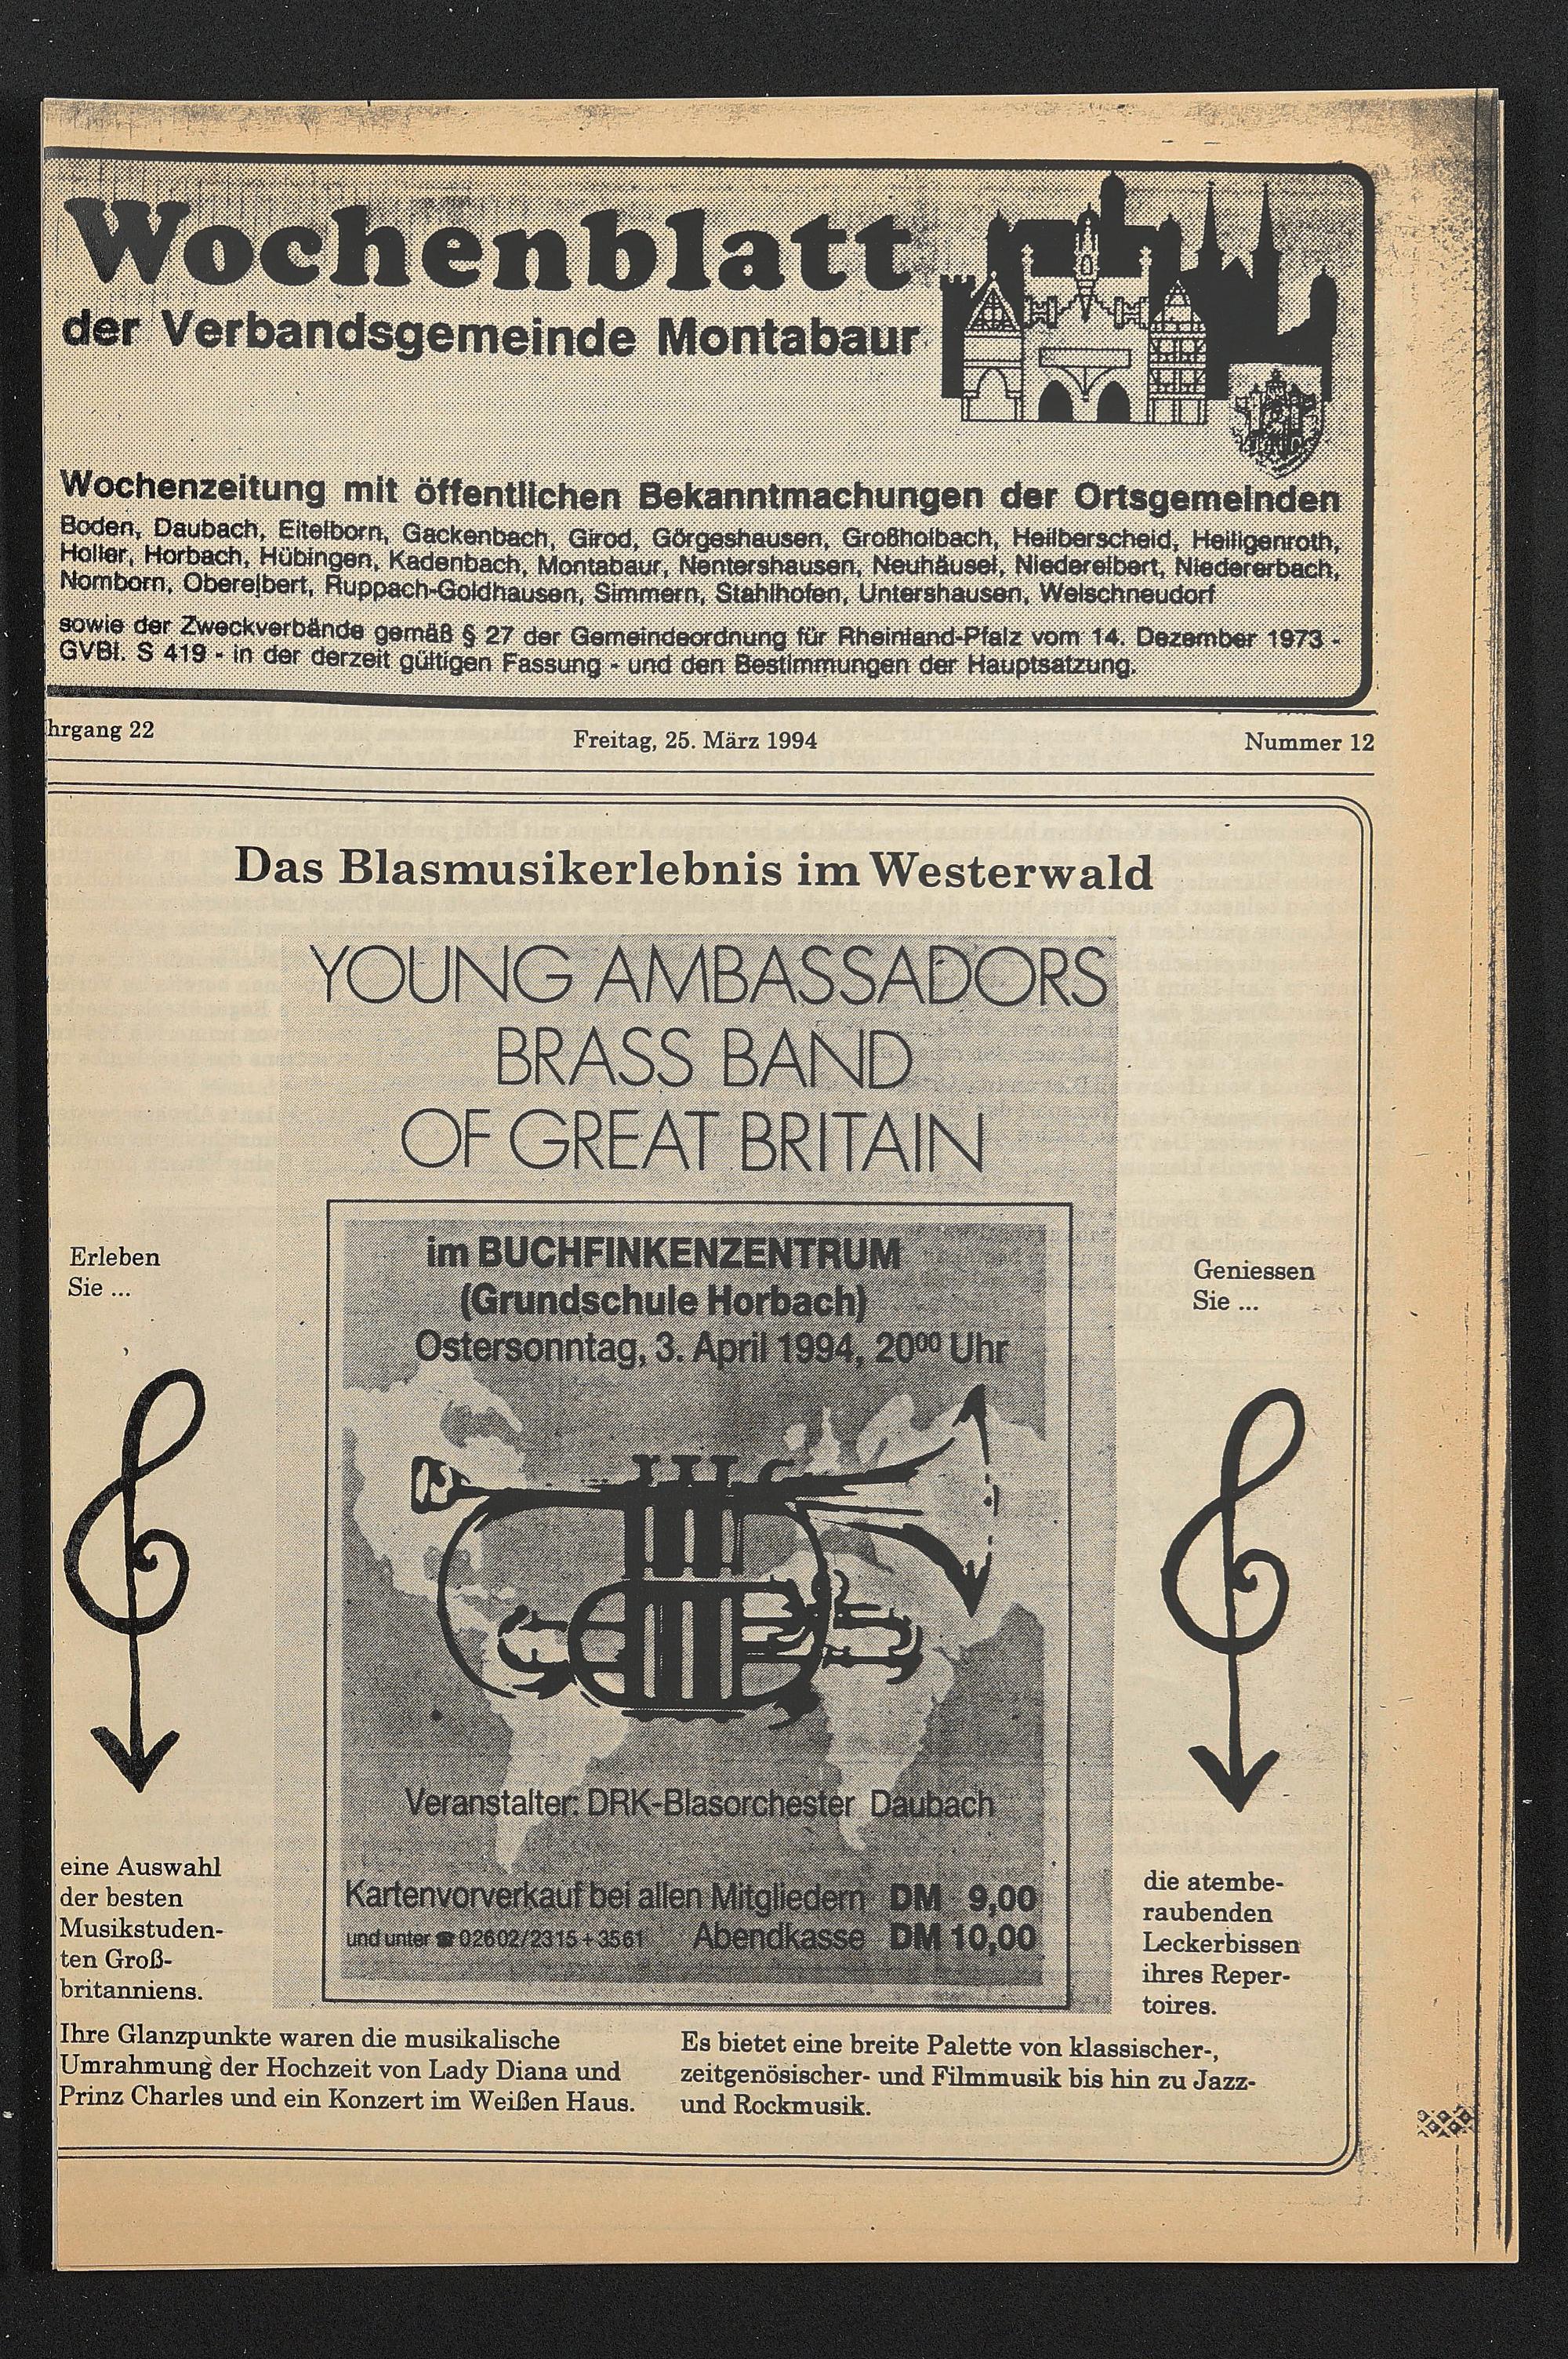 Wochenblatt
der Verbandsgemeinde Montabaur
Wochenzeitung mit öffentlichen Bekanntmachungen der Ortsgemeinden
Boden, Daubach, Eitelborn, Gackenbach, Girod, Görgeshausen, Großholbach, Heilberscheid, Heiligenroth,
Holler, Horbach, Hübingen, Kadenbach, Montabaur, Nentershausen, Neuhäusel, Niederelbert, Niedererbach,
Nomborn, Oberelbert, Ruppach-Goldhausen, Simmern, Stahlhofen, Untershausen, Welschneudorf
sowie der Zweckverbände gemäß § 27 der Gemeindeordnung für Rheinland-Pfalz vom 14. Dezember 1973 -
GVBl. S 419 - in der derzeit gültigen Fassung - und den Bestimmungen der Hauptsatzung.
hrgang 22
Freitag, 25. März 1994
Nummer 12
Das Blasmusikerlebnis im Westerwald
YOUNG AMBASSADORS
BRASS BAND
OF GREAT BRITAIN
im BUCHFINKENZENTRUM
(Grundschule Horbach)
Ostersonntag, 3. April 1994, 20⁰⁰ Uhr
Veranstalter: DRK-Blasorchester Daubach
Kartenvorverkauf bei allen Mitgliedern DM 9,00
und unter ☎ 02602/2315 + 3561 Abendkasse DM 10,00
Erleben
Sie ...
eine Auswahl
der besten
Musikstuden-
ten Groß-
britanniens.
Geniessen
Sie ...
die atembe-
raubenden
Leckerbissen
ihres Reper-
toires.
Ihre Glanzpunkte waren die musikalische
Umrahmung der Hochzeit von Lady Diana und
Prinz Charles und ein Konzert im Weißen Haus.
Es bietet eine breite Palette von klassischer-,
zeitgenösischer- und Filmmusik bis hin zu Jazz-
und Rockmusik.